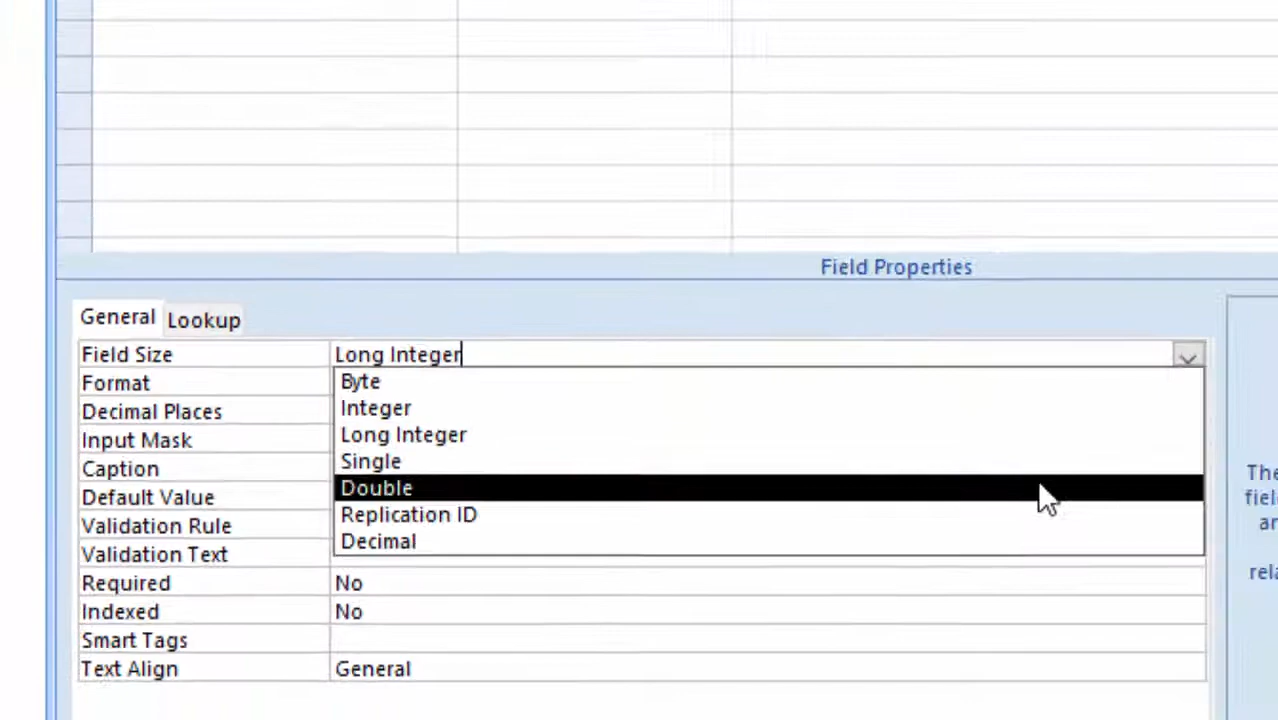 Field Properties
General Lookup
Field Size Long Integer
Byte
Format
Integer
Decimal Places
Long Integer
Input Mask
Single
Caption
Double
Default Value
Replication ID
Validation Rule
Decimal
Validation Text
Required No
Indexed No
Smart Tags
Text Align General
The